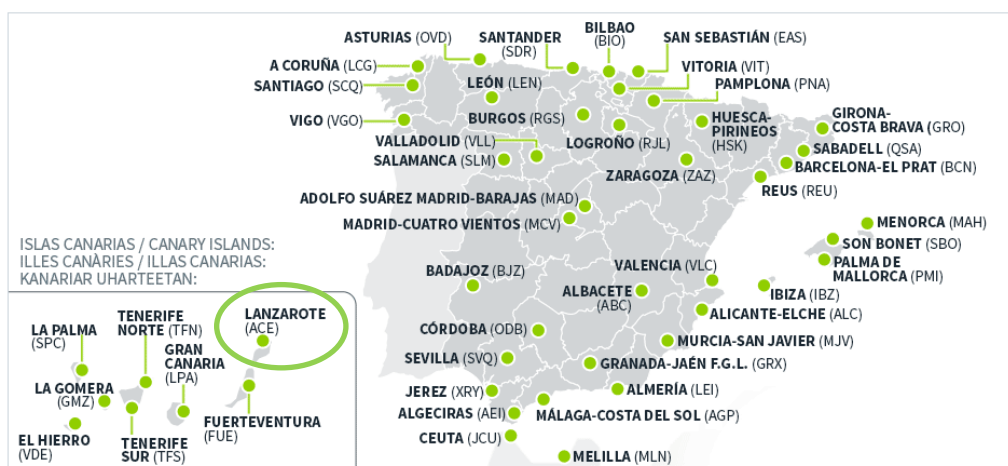 BILBAO
(BIO)
ASTURIAS (OVD)
SANTANDER
(SDR)
SAN SEBASTIÁN (EAS)
A CORUÑA (LCG)
VITORIA (VIT)
SANTIAGO (SCQ)
LEÓN (LEN)
PAMPLONA (PNA)
VIGO (VGO)
BURGOS (RGS)
HUESCA-
PIRINEOS
(HSK)
GIRONA-
COSTA BRAVA (GRO)
VALLADOLID (VLL)
LOGROÑO (RJL)
SABADELL (QSA)
SALAMANCA (SLM)
ZARAGOZA (ZAZ)
BARCELONA-EL PRAT (BCN)
REUS (REU)
ADOLFO SUÁREZ MADRID-BARAJAS (MAD)
MADRID-CUATRO VIENTOS (MCV)
MENORCA (MAH)
SON BONET (SBO)
PALMA DE
MALLORCA (PMI)
ISLAS CANARIAS / CANARY ISLANDS:
ILLES CANÀRIES / ILLAS CANARIAS:
KANARIAR UHARTEETAN:
BADAJOZ (BJZ)
VALENCIA (VLC)
ALBACETE
(ABC)
IBIZA (IBZ)
ALICANTE-ELCHE (ALC)
LANZAROTE
(ACE)
TENERIFE
NORTE (TFN)
LA PALMA
(SPC)
GRAN
CANARIA
(LPA)
CÓRDOBA (ODB)
MURCIA-SAN JAVIER (MJV)
SEVILLA (SVQ)
GRANADA-JAÉN F.G.L. (GRX)
LA GOMERA
(GMZ)
JEREZ (XRY)
ALMERÍA (LEI)
FUERTEVENTURA
(FUE)
ALGECIRAS (AEI)
MÁLAGA-COSTA DEL SOL (AGP)
EL HIERRO
(VDE)
TENERIFE
SUR (TFS)
CEUTA (JCU)
MELILLA (MLN)